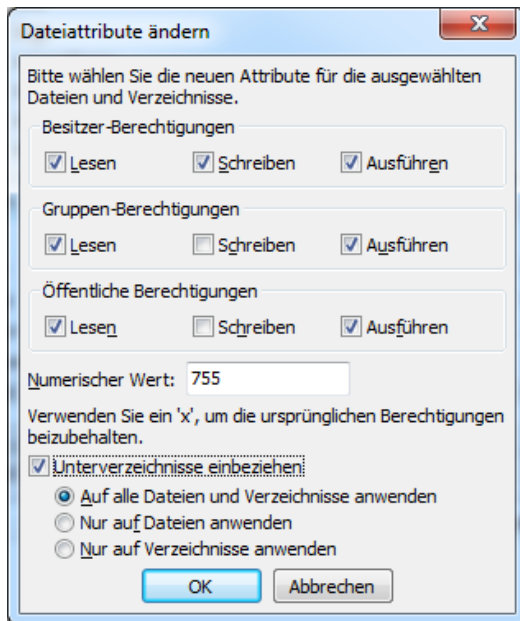 Dateiattribute ändern
Bitte wählen Sie die neuen Attribute für die ausgewählten
Dateien und Verzeichnisse.
Besitzer-Berechtigungen
Lesen Schreiben Ausführen
Gruppen-Berechtigungen
Lesen Schreiben Ausführen
Öffentliche Berechtigungen
Lesen Schreiben Ausführen
Numerischer Wert: 755
Verwenden Sie ein 'x', um die ursprünglichen Berechtigungen
beizubehalten.
Unterverzeichnisse einbeziehen
Auf alle Dateien und Verzeichnisse anwenden
Nur auf Dateien anwenden
Nur auf Verzeichnisse anwenden
OK Abbrechen